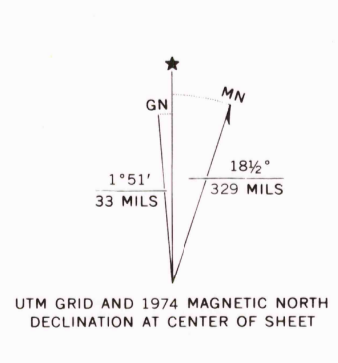 ★
GN
MN
1°51′
33 MILS
18½°
329 MILS
UTM GRID AND 1974 MAGNETIC NORTH
DECLINATION AT CENTER OF SHEET